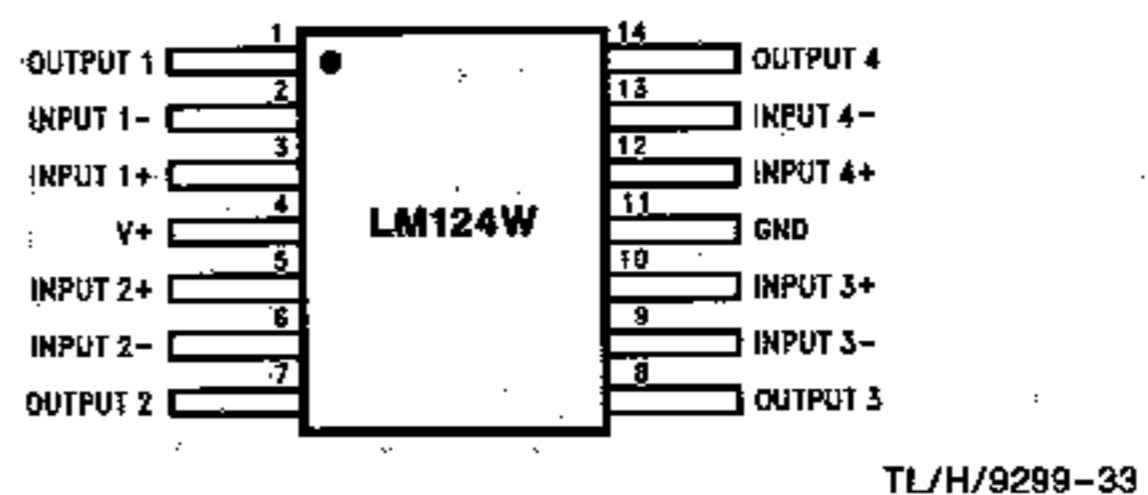 1 14
OUTPUT 1 OUTPUT 4
2 13
INPUT 1- INPUT 4-
3 12
INPUT 1+ INPUT 4+
4 11
V+ LM124W GND
5 10
INPUT 2+ INPUT 3+
6 9
INPUT 2- INPUT 3-
7 8
OUTPUT 2 OUTPUT 3
TL/H/9299-33